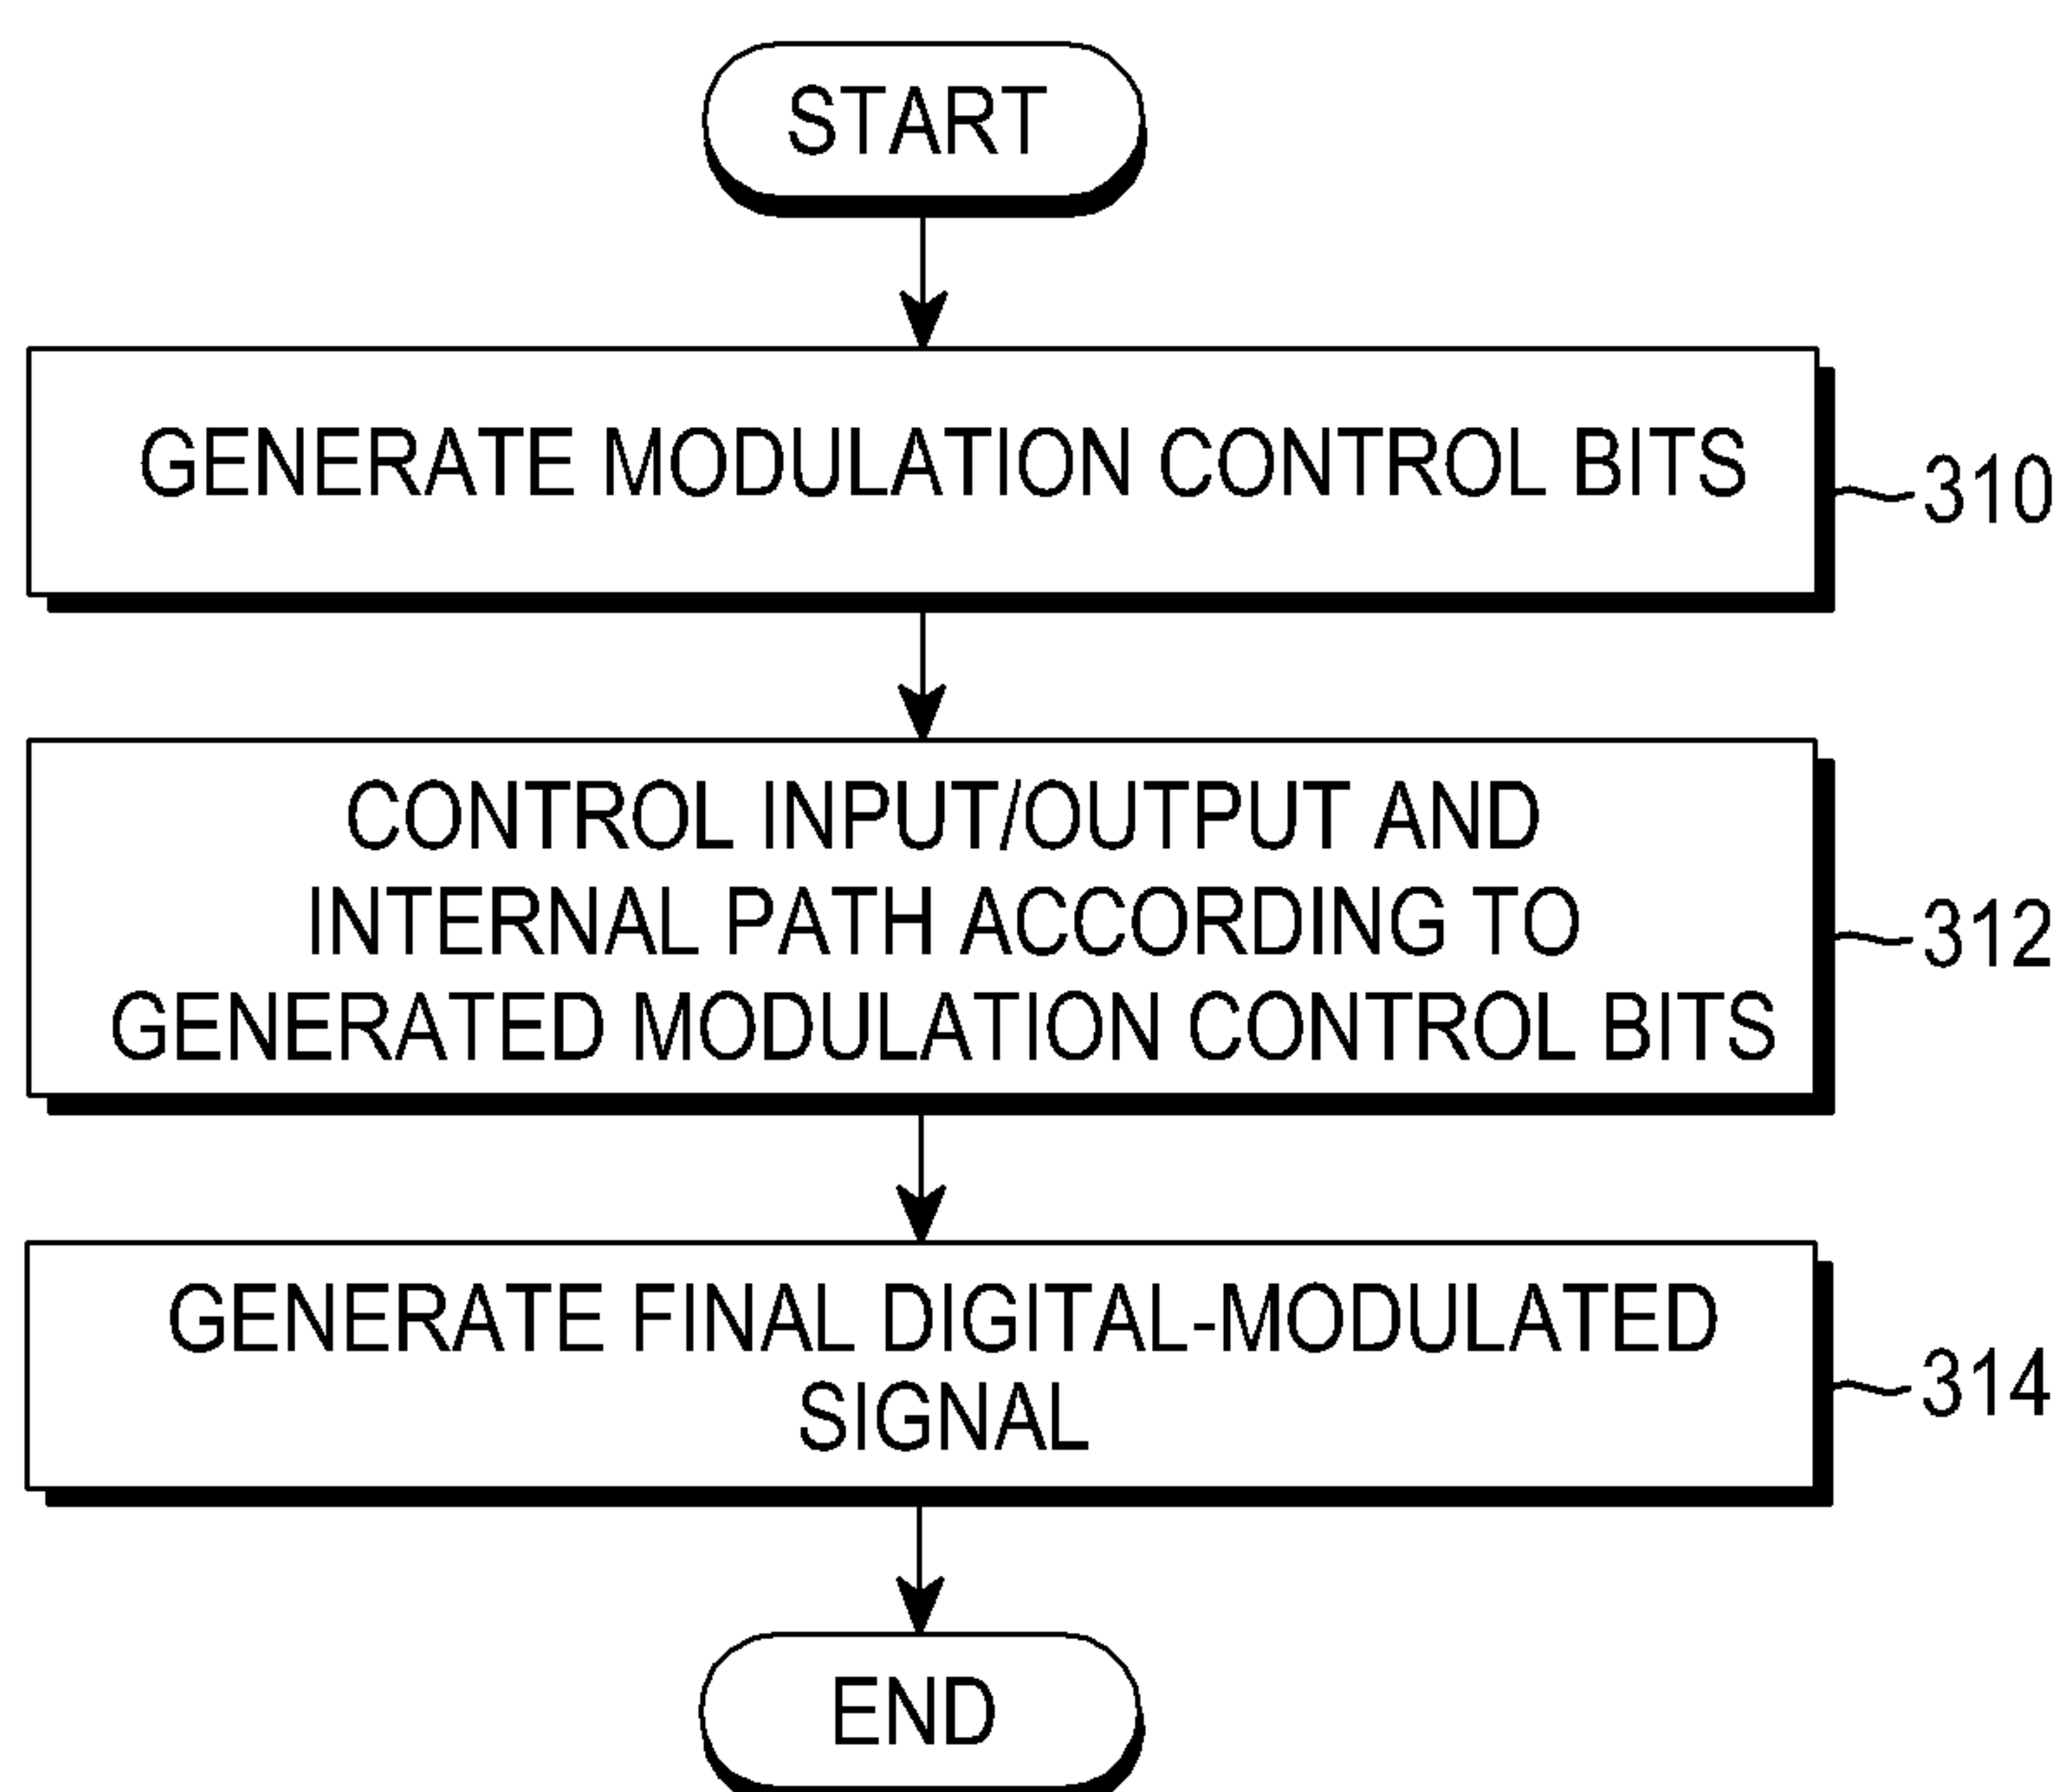 START
GENERATE MODULATION CONTROL BITS
310
CONTROL INPUT/OUTPUT AND
INTERNAL PATH ACCORDING TO
GENERATED MODULATION CONTROL BITS
312
GENERATE FINAL DIGITAL-MODULATED
SIGNAL
314
END